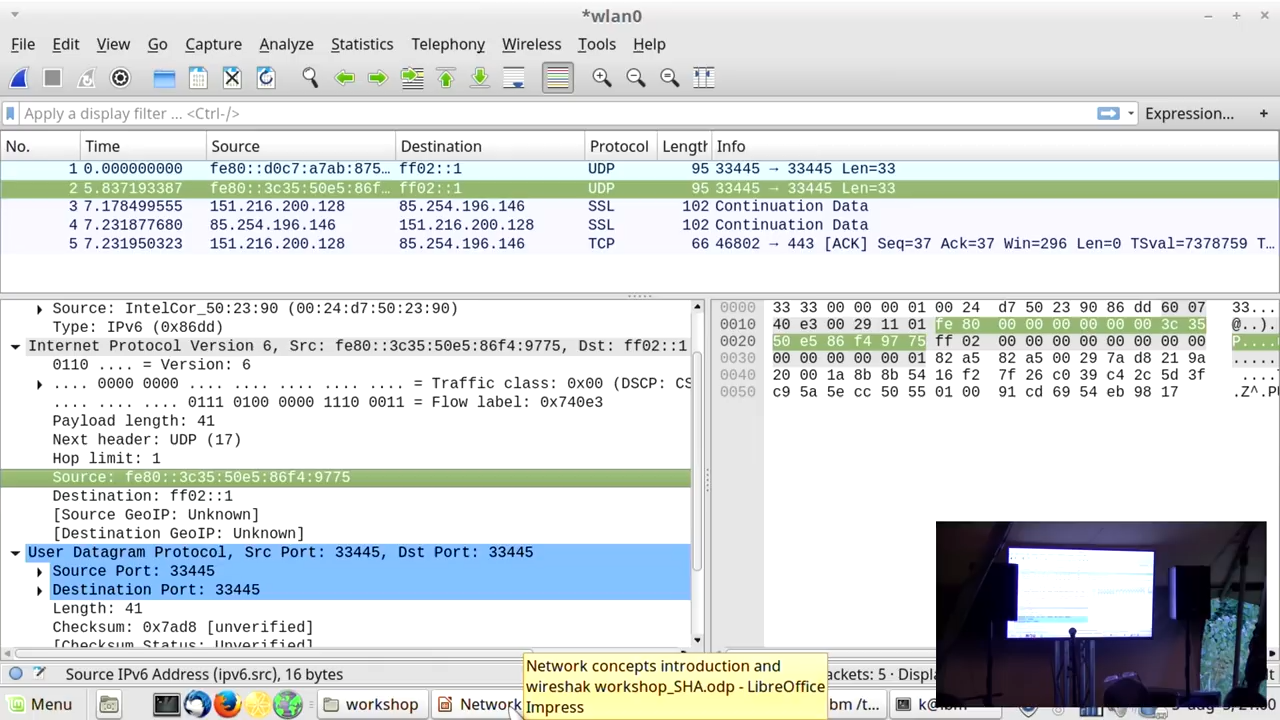 *wlan0
File Edit View Go Capture Analyze Statistics Telephony Wireless Tools Help
Apply a display filter ... <Ctrl-/> Expression... +
No. Time Source Destination Protocol Length Info
1 0.000000000 fe80::d0c7:a7ab:875… ff02::1 UDP 95 33445 → 33445 Len=33
2 5.837193387 fe80::3c35:50e5:86f… ff02::1 UDP 95 33445 → 33445 Len=33
3 7.178499555 151.216.200.128 85.254.196.146 SSL 102 Continuation Data
4 7.231877680 85.254.196.146 151.216.200.128 SSL 102 Continuation Data
5 7.231950323 151.216.200.128 85.254.196.146 TCP 66 46802 → 443 [ACK] Seq=37 Ack=37 Win=296 Len=0 TSval=7378759 T…
Source: IntelCor_50:23:90 (00:24:d7:50:23:90)
Type: IPv6 (0x86dd)
Internet Protocol Version 6, Src: fe80::3c35:50e5:86f4:9775, Dst: ff02::1
0110 .... = Version: 6
.... 0000 0000 .... .... .... .... .... = Traffic class: 0x00 (DSCP: CS
.... .... .... 0111 0100 0000 1110 0011 = Flow label: 0x740e3
Payload length: 41
Next header: UDP (17)
Hop limit: 1
Source: fe80::3c35:50e5:86f4:9775
Destination: ff02::1
[Source GeoIP: Unknown]
[Destination GeoIP: Unknown]
User Datagram Protocol, Src Port: 33445, Dst Port: 33445
Source Port: 33445
Destination Port: 33445
Length: 41
Checksum: 0x7ad8 [unverified]
[Checksum Status: Unverified]
0000 33 33 00 00 00 01 00 24 d7 50 23 90 86 dd 60 07 33....
0010 40 e3 00 29 11 01 fe 80 00 00 00 00 00 00 3c 35 @..).
0020 50 e5 86 f4 97 75 ff 02 00 00 00 00 00 00 00 00 P....
0030 00 00 00 00 00 01 82 a5 82 a5 00 29 7a d8 21 9a .....
0040 20 00 1a 8b 8b 54 16 f2 7f 26 c0 39 c4 2c 5d 3f ....T
0050 c9 5a 5e cc 50 55 01 00 91 cd 69 54 eb 98 17 .Z^.PU
Source IPv6 Address (ipv6.src), 16 bytes
Network concepts introduction and
wireshak workshop_SHA.odp - LibreOffice
Impress
ackets: 5 · Displa
Menu workshop Network bm /t... k@ibm